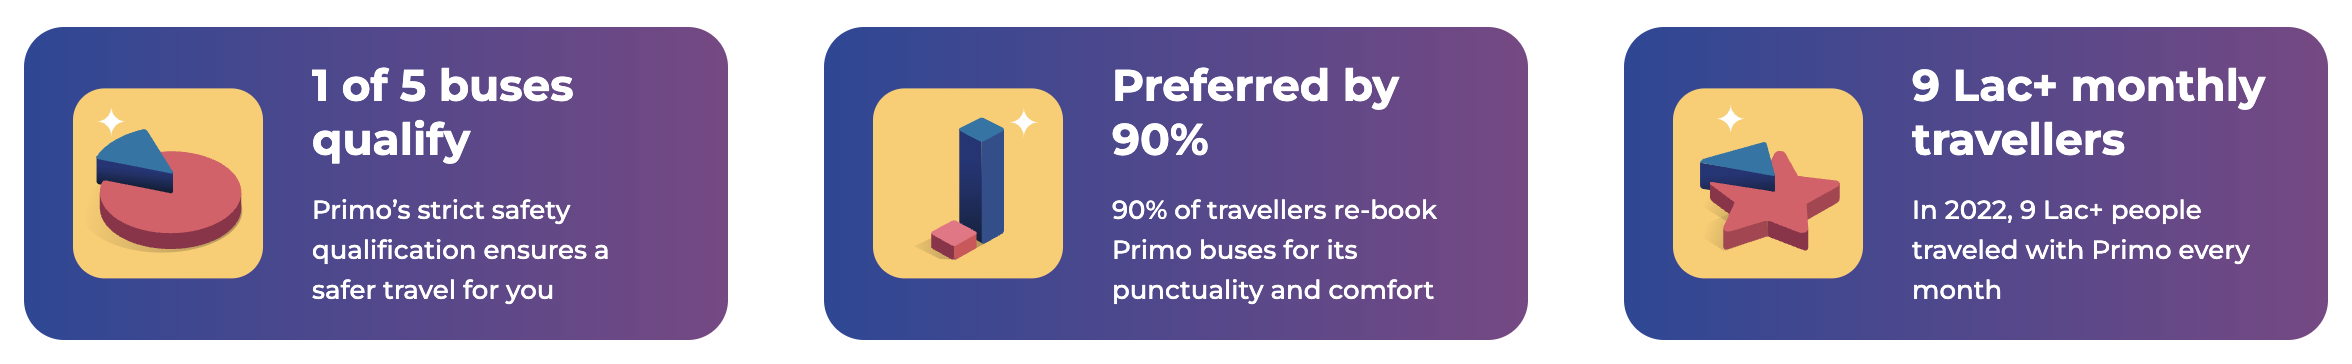 1 of 5 buses
qualify
Primo’s strict safety
qualification ensures a
safer travel for you
Preferred by
90%
90% of travellers re-book
Primo buses for its
punctuality and comfort
9 Lac+ monthly
travellers
In 2022, 9 Lac+ people
traveled with Primo every
month